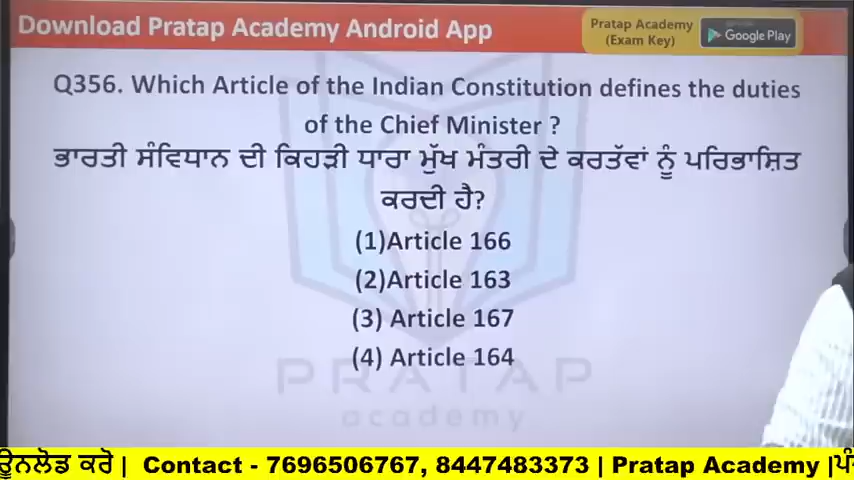 Download Pratap Academy Android App
Pratap Academy
(Exam Key)
Google Play
Q356. Which Article of the Indian Constitution defines the duties
of the Chief Minister ?
ਭਾਰਤੀ ਸੰਵਿਧਾਨ ਦੀ ਕਿਹੜੀ ਧਾਰਾ ਮੁੱਖ ਮੰਤਰੀ ਦੇ ਕਰਤੱਵਾਂ ਨੂੰ ਪਰਿਭਾਸ਼ਿਤ
ਕਰਦੀ ਹੈ?
(1)Article 166
(2)Article 163
(3) Article 167
(4) Article 164
PRATAP
academy
ਕਰੋ | Contact - 7696506767, 8447483373 | Pratap Academy |